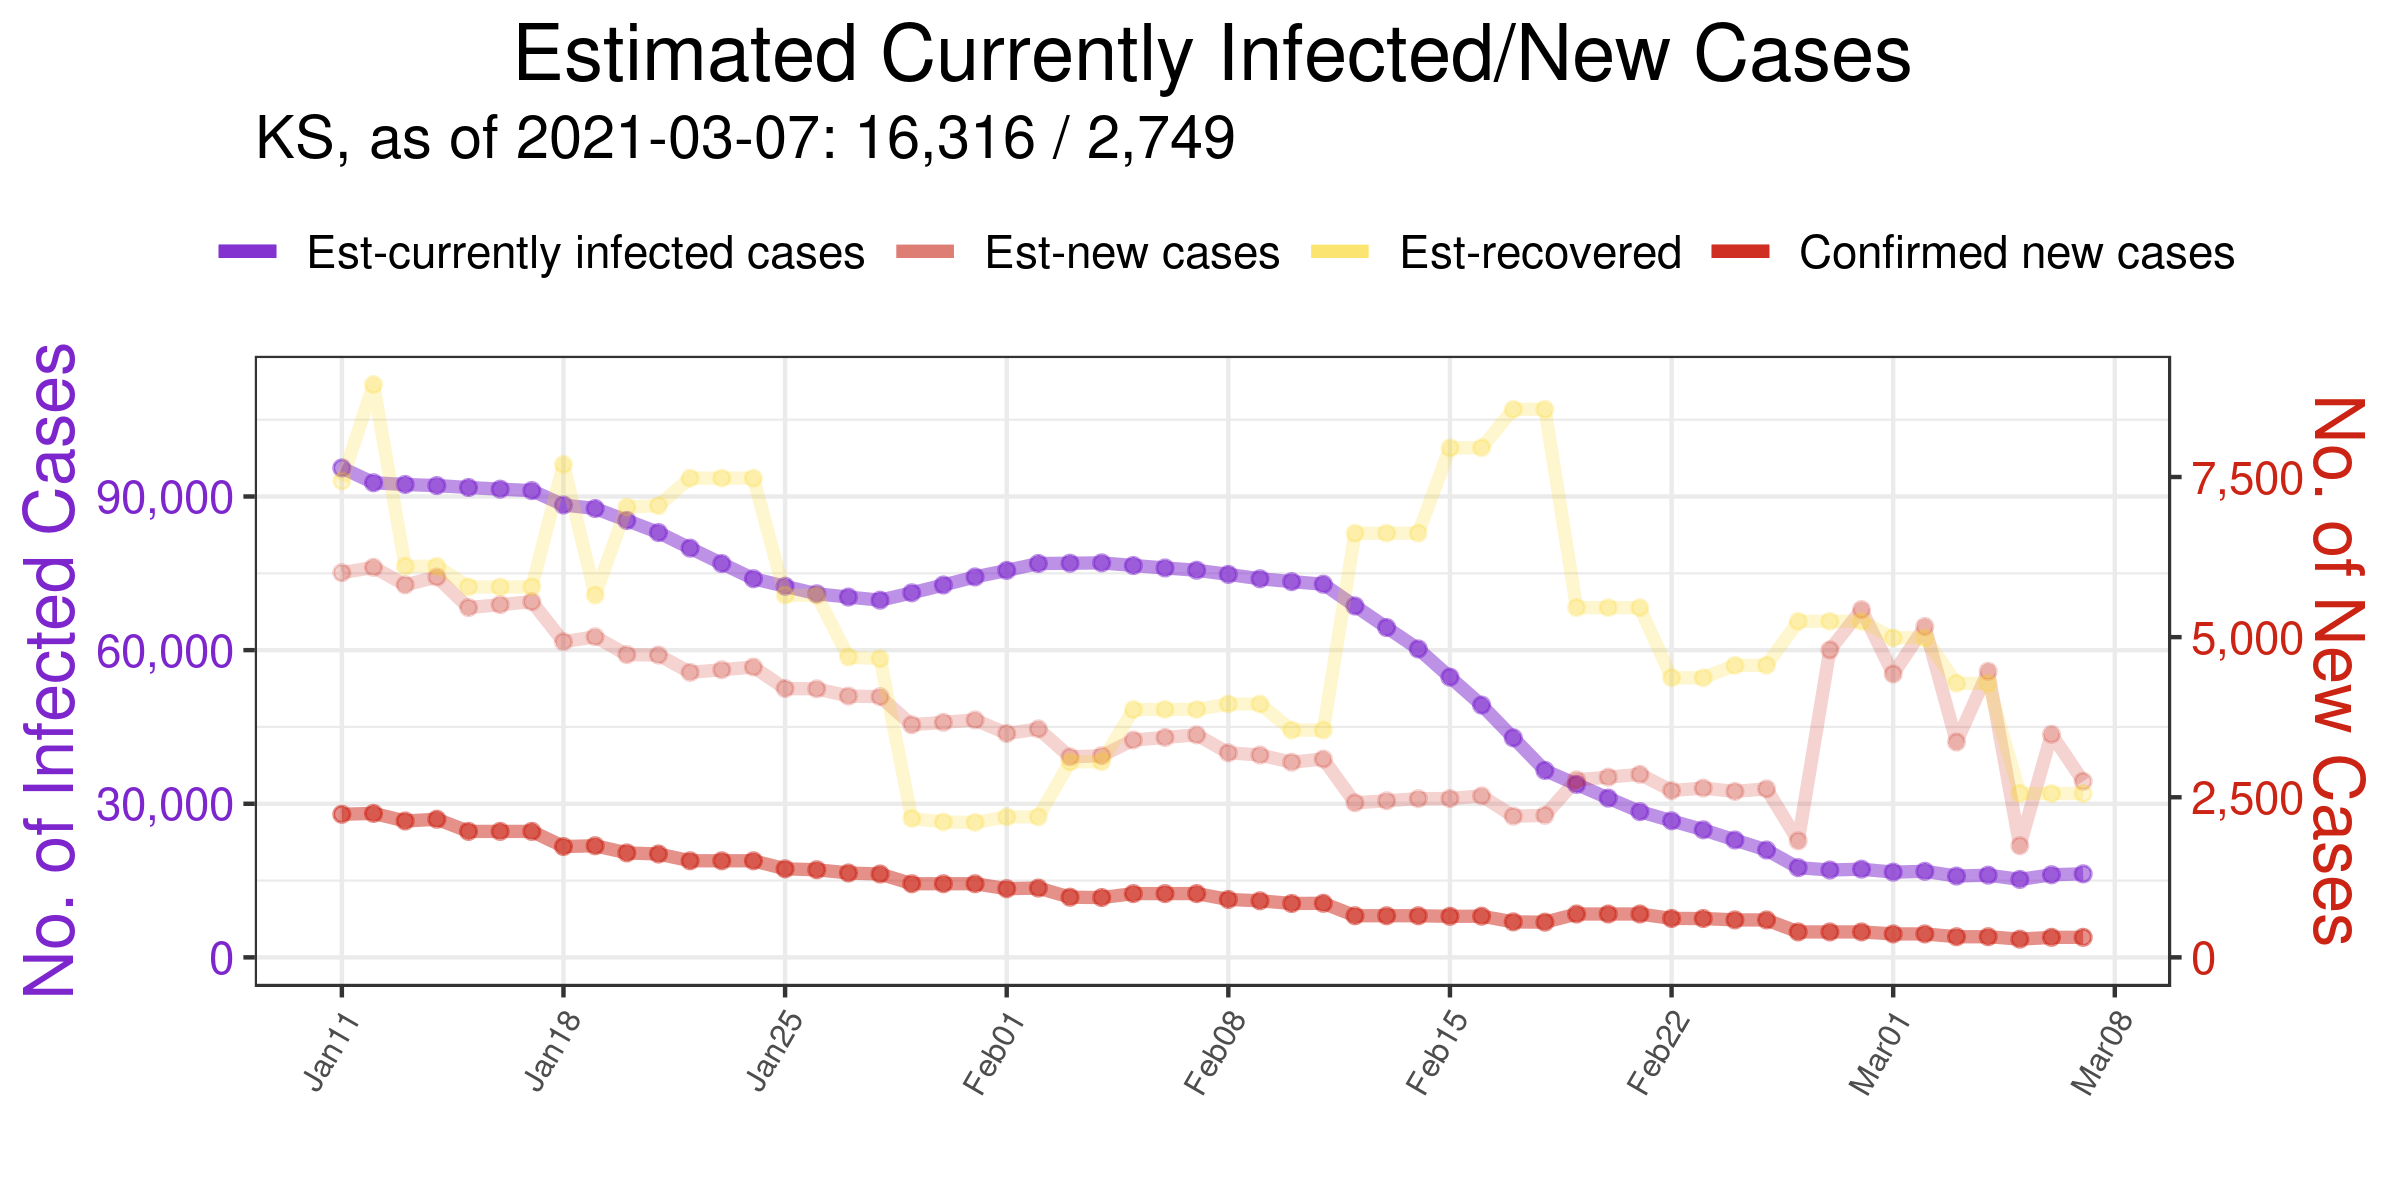 Estimated Currently Infected/New Cases
KS, as of 2021-03-07: 16,316 / 2,749
Est-currently infected cases
Est-new cases
Est-recovered
Confirmed new cases
No. of Infected Cases
90,000
60,000
30,000
0
7,500
5,000
2,500
0
No. of New Cases
Jan11
Jan18
Jan25
Feb01
Feb08
Feb15
Feb22
Mar01
Mar08